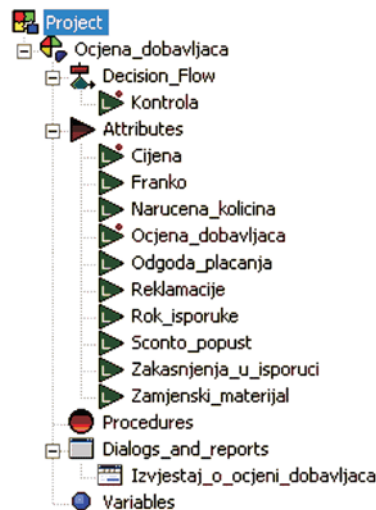 Project
Ocjena_dobavljaca
Decision_Flow
Kontrola
Attributes
Cijena
Franko
Narucena_kolicina
Ocjena_dobavljaca
Odgoda_placanja
Reklamacije
Rok_isporuke
Sconto_popust
Zakasnjenja_u_isporuci
Zamjenski_materijal
Procedures
Dialogs_and_reports
Izvjestaj_o_ocjeni_dobavljaca
Variables